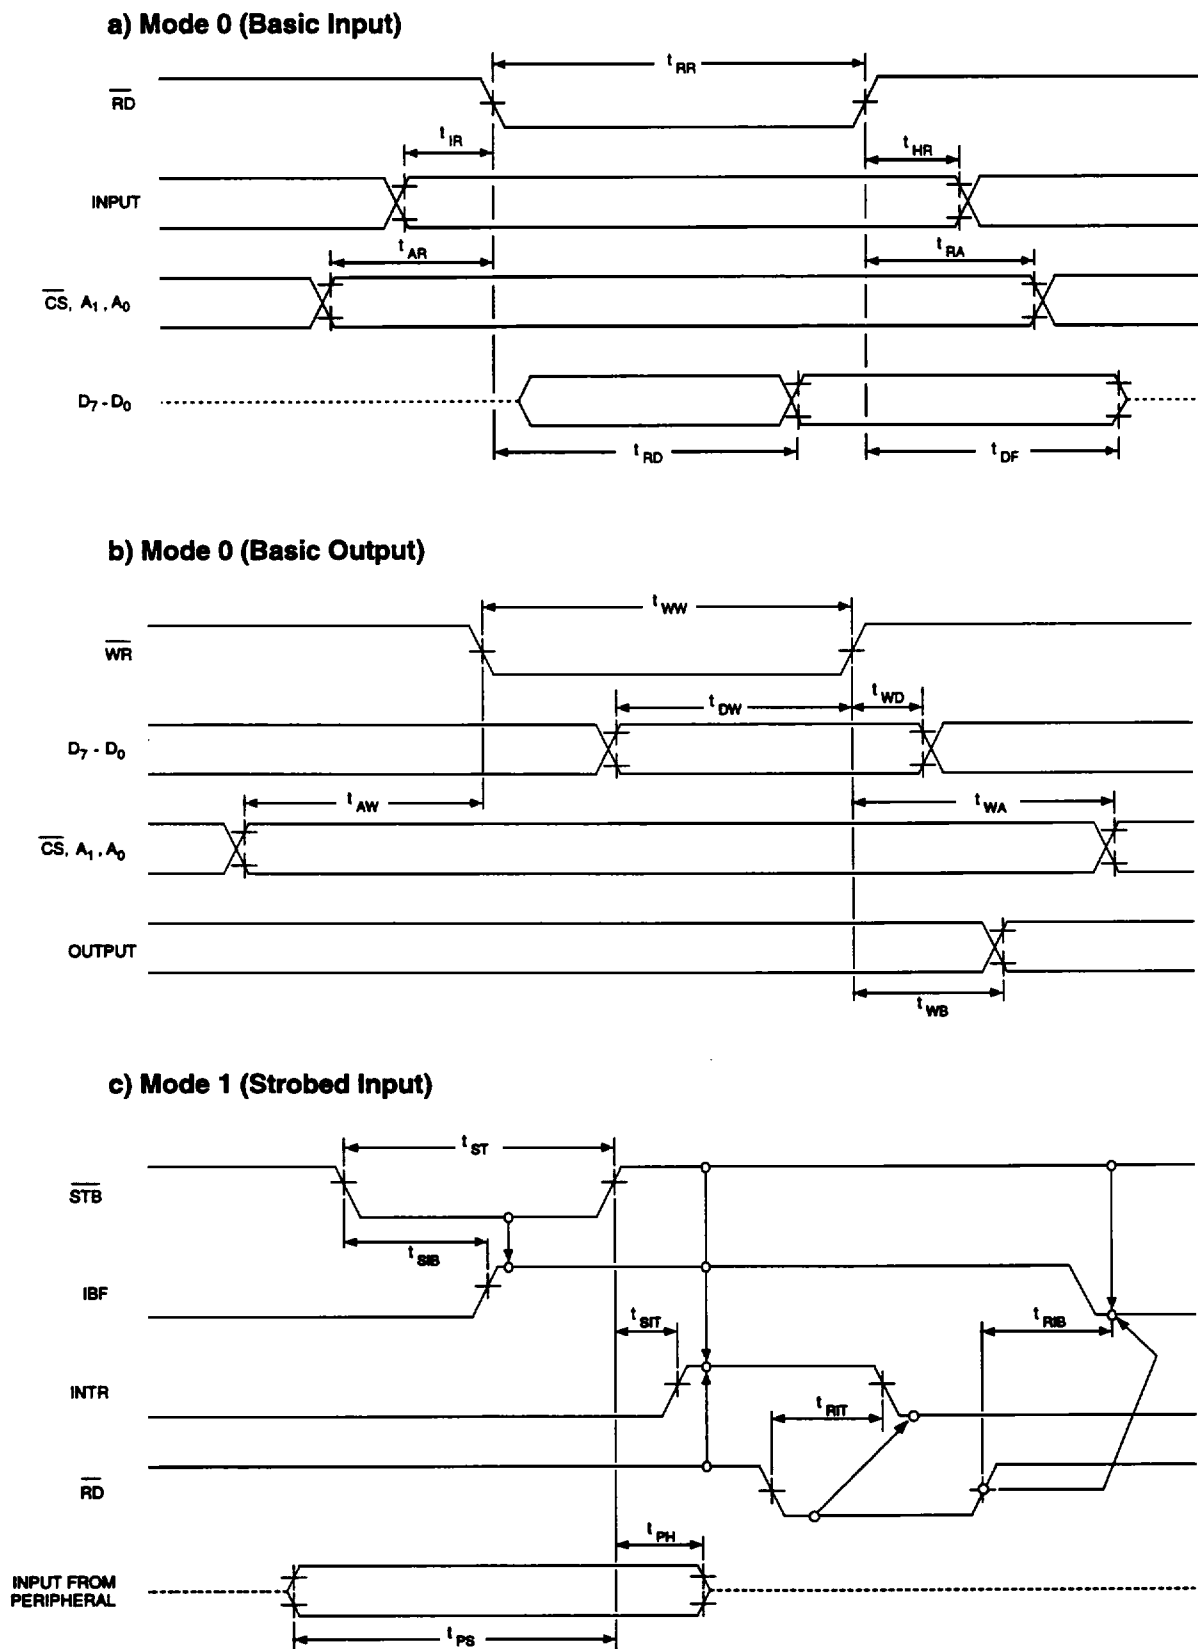 a) Mode 0 (Basic Input)
t RR
RD
t IR
t HR
INPUT
t AR
t RA
CS, A1, A0
D7 - D0
t RD
t DF
b) Mode 0 (Basic Output)
t WW
WR
t DW
t WD
D7 - D0
t AW
t WA
CS, A1, A0
OUTPUT
t WB
c) Mode 1 (Strobed Input)
t ST
STB
t SIB
IBF
t SIT
t RIB
INTR
t RIT
RD
t PH
INPUT FROM
PERIPHERAL
t PS